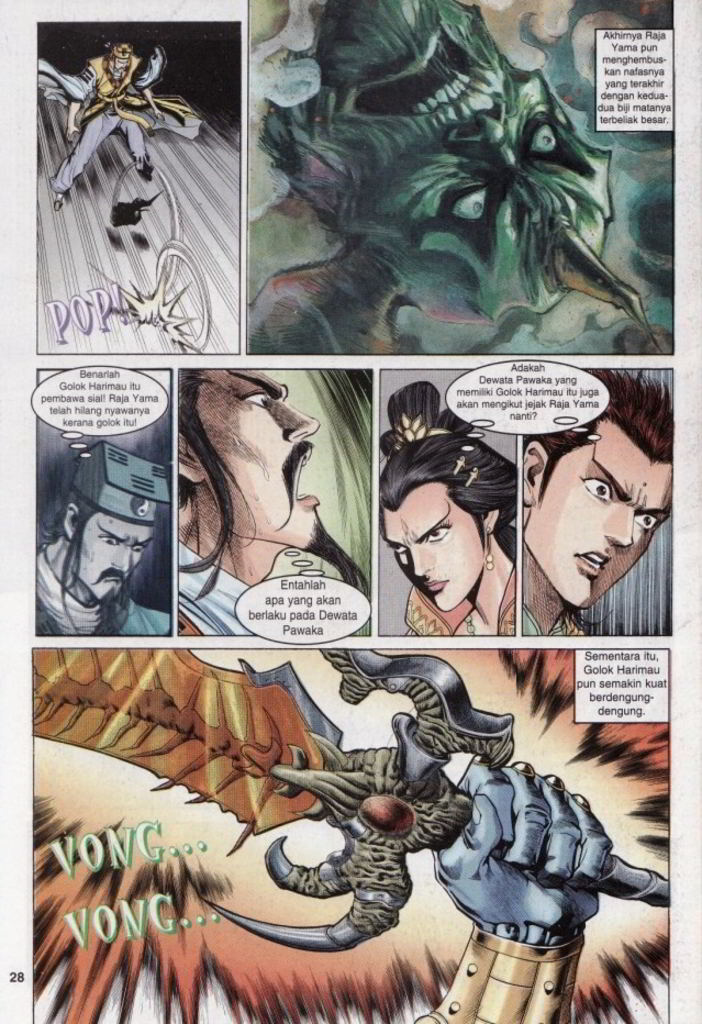 POP!
Akhirnya Raja
Yama pun
menghembus-
kan nafasnya
yang terakhir
dengan kedua-
dua biji matanya
terbeliak besar.
Benarlah
Golok Harimau itu
pembawa sial! Raja Yama
telah hilang nyawanya
kerana golok itu!
Entahlah
apa yang akan
berlaku pada Dewata
Pawaka
Adakah
Dewata Pawaka yang
memiliki Golok Harimau itu juga
akan mengikut jejak Raja Yama
nanti?
Sementara itu,
Golok Harimau
pun semakin kuat
berdengung-
dengung.
VONG...
VONG...
28